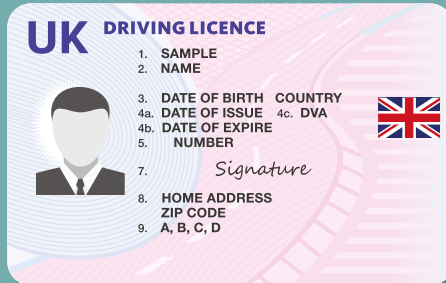 UK DRIVING LICENCE
1. SAMPLE
2. NAME
3. DATE OF BIRTH COUNTRY
4a. DATE OF ISSUE 4c. DVA
4b. DATE OF EXPIRE
5. NUMBER
7. Signature
8. HOME ADDRESS
ZIP CODE
9. A, B, C, D